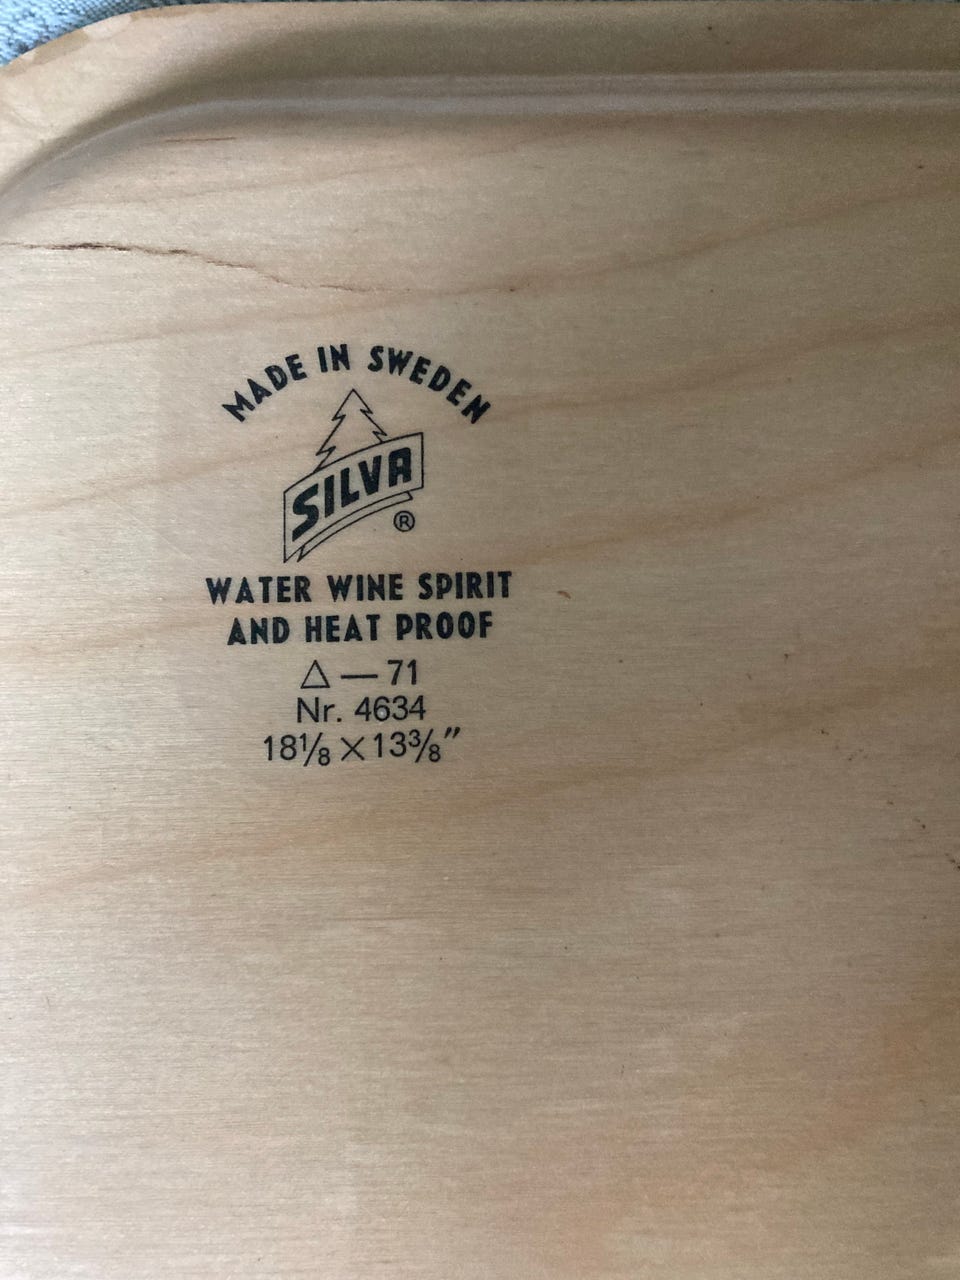 MADE IN SWEDEN
SILVA
®
WATER WINE SPIRIT
AND HEAT PROOF
△ — 71
Nr. 4634
18⅛ × 13⅜″